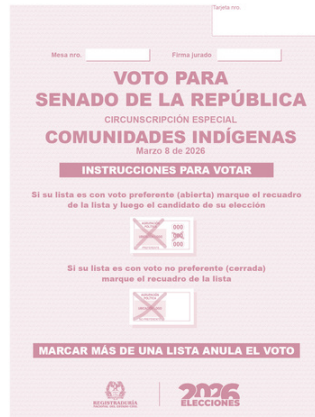 Tarjeta nro.
Mesa nro. Firma jurado
VOTO PARA
SENADO DE LA REPÚBLICA
CIRCUNSCRIPCIÓN ESPECIAL
COMUNIDADES INDÍGENAS
Marzo 8 de 2026
INSTRUCCIONES PARA VOTAR
Si su lista es con voto preferente (abierta) marque el recuadro
de la lista y luego el candidato de su elección
000
000
Si su lista es con voto no preferente (cerrada)
marque el recuadro de la lista
MARCAR MÁS DE UNA LISTA ANULA EL VOTO
REGISTRADURÍA
2026
ELECCIONES